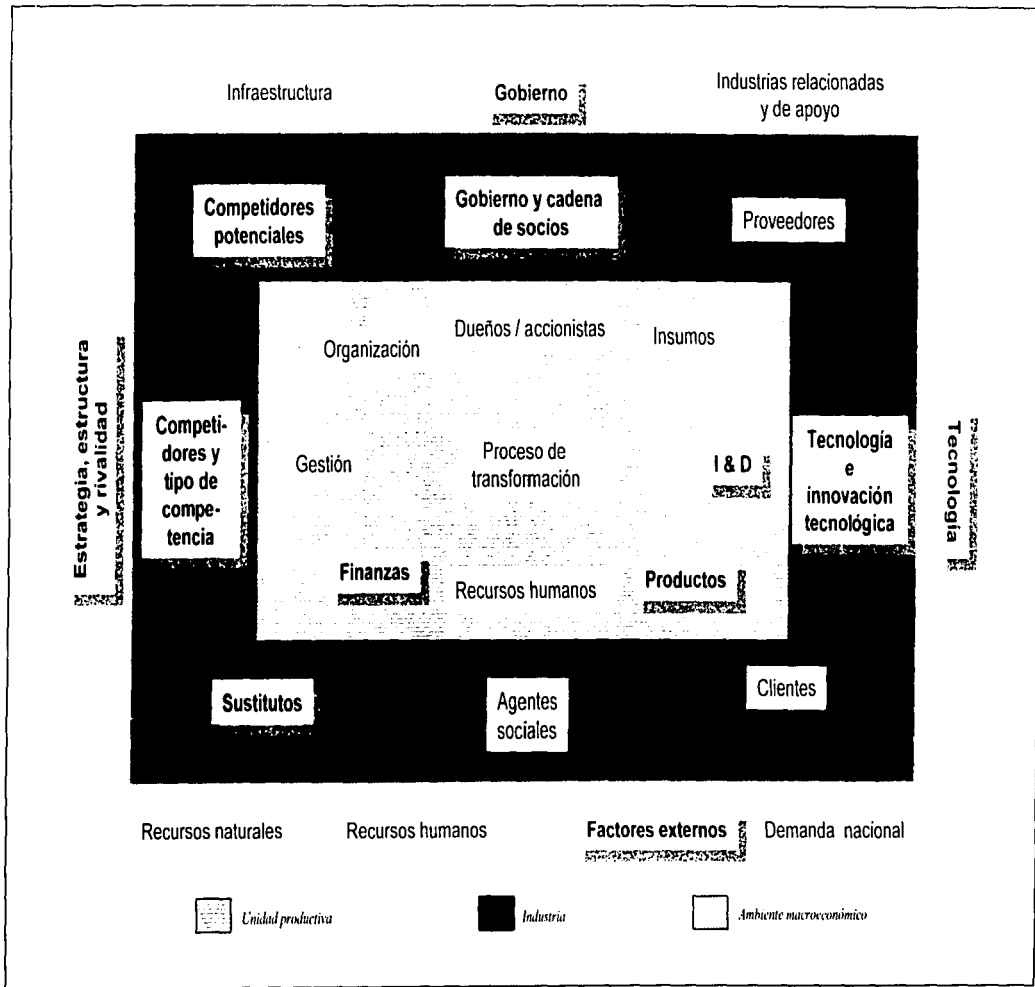 Infraestructura
Gobierno
Industrias relacionadas
y de apoyo
Competidores
potenciales
Gobierno y cadena
de socios
Proveedores
Estrategia, estructura
y rivalidad
Organización
Dueños / accionistas
Insumos
Competi-
dores y
tipo de
compe-
tencia
Gestión
Proceso de
transformación
I & D
Tecnología
e
innovación
tecnológica
Tecnología
Finanzas
Recursos humanos
Productos
Sustitutos
Agentes
sociales
Clientes
Recursos naturales
Recursos humanos
Factores externos
Demanda nacional
Unidad productiva
Industria
Ambiente macroeconómico